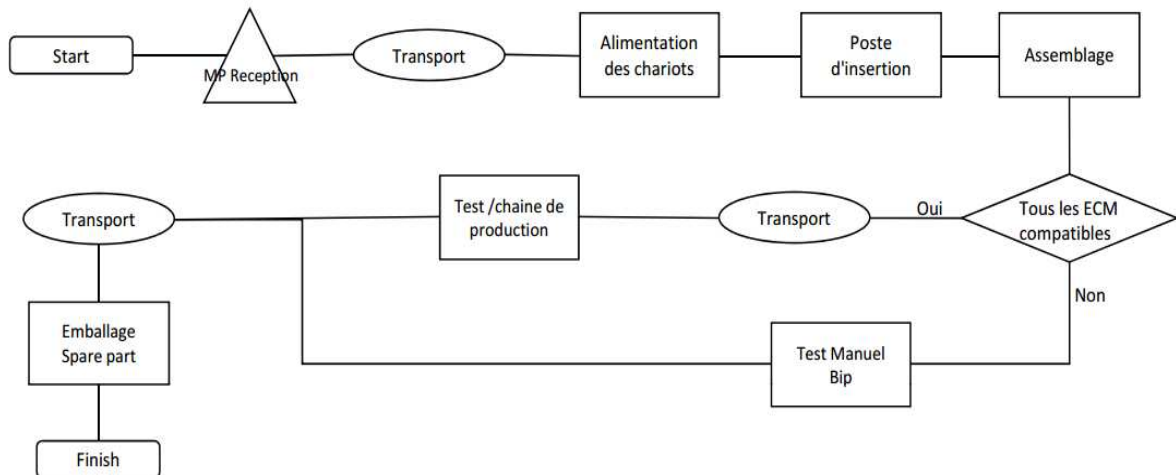 Start
MP Reception
Transport
Alimentation
des chariots
Poste
d'insertion
Assemblage
Transport
Test /chaine de
production
Transport
Oui
Tous les ECM
compatibles
Non
Emballage
Spare part
Test Manuel
Bip
Finish